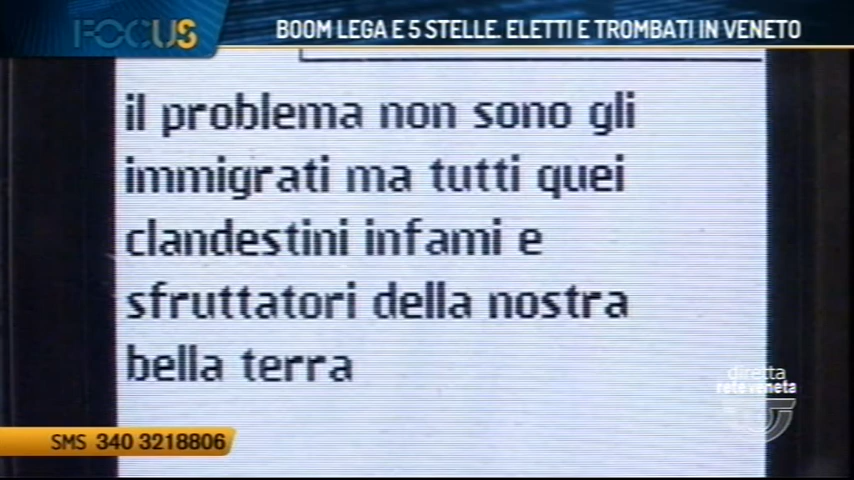 FOCUS
BOOM LEGA E 5 STELLE. ELETTI E TROMBATI IN VENETO
il problema non sono gli
immigrati ma tutti quei
clandestini infami e
sfruttatori della nostra
bella terra
diretta
rete veneta
SMS 340 3218806